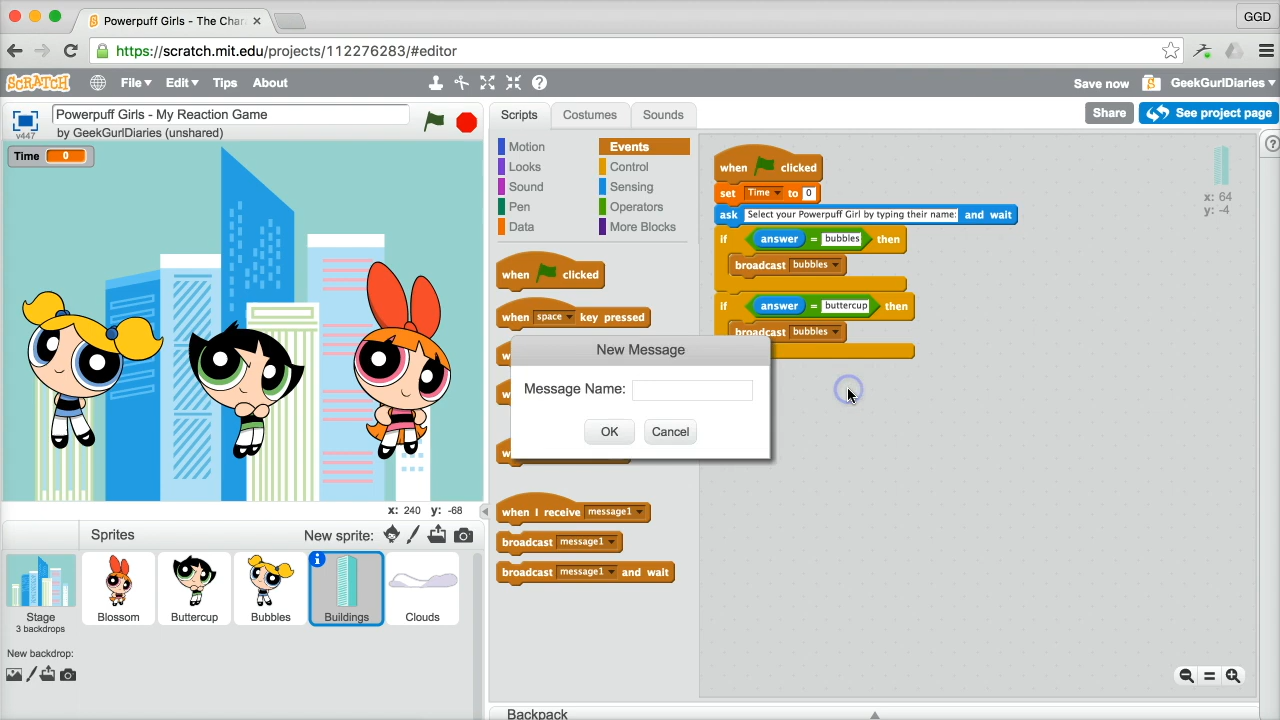 Powerpuff Girls - The Char
GGD
https://scratch.mit.edu/projects/112276283/#editor
SCRATCH
File
Edit
Tips
About
Save now
GeekGurlDiaries
v447
Powerpuff Girls - My Reaction Game
by GeekGurlDiaries (unshared)
Scripts
Costumes
Sounds
Share
See project page
Time 0
Motion
Looks
Sound
Pen
Data
Events
Control
Sensing
Operators
More Blocks
when clicked
when space key pressed
w
w
w
when I receive message1
broadcast message1
broadcast message1 and wait
when clicked
set Time to 0
ask Select your Powerpuff Girl by typing their name: and wait
if answer = bubbles then
broadcast bubbles
if answer = buttercup then
broadcast bubbles
x: 64
y: -4
New Message
Message Name:
OK
Cancel
x: 240 y: -68
Sprites
New sprite:
Stage
3 backdrops
Blossom
Buttercup
Bubbles
Buildings
Clouds
New backdrop:
Backpack